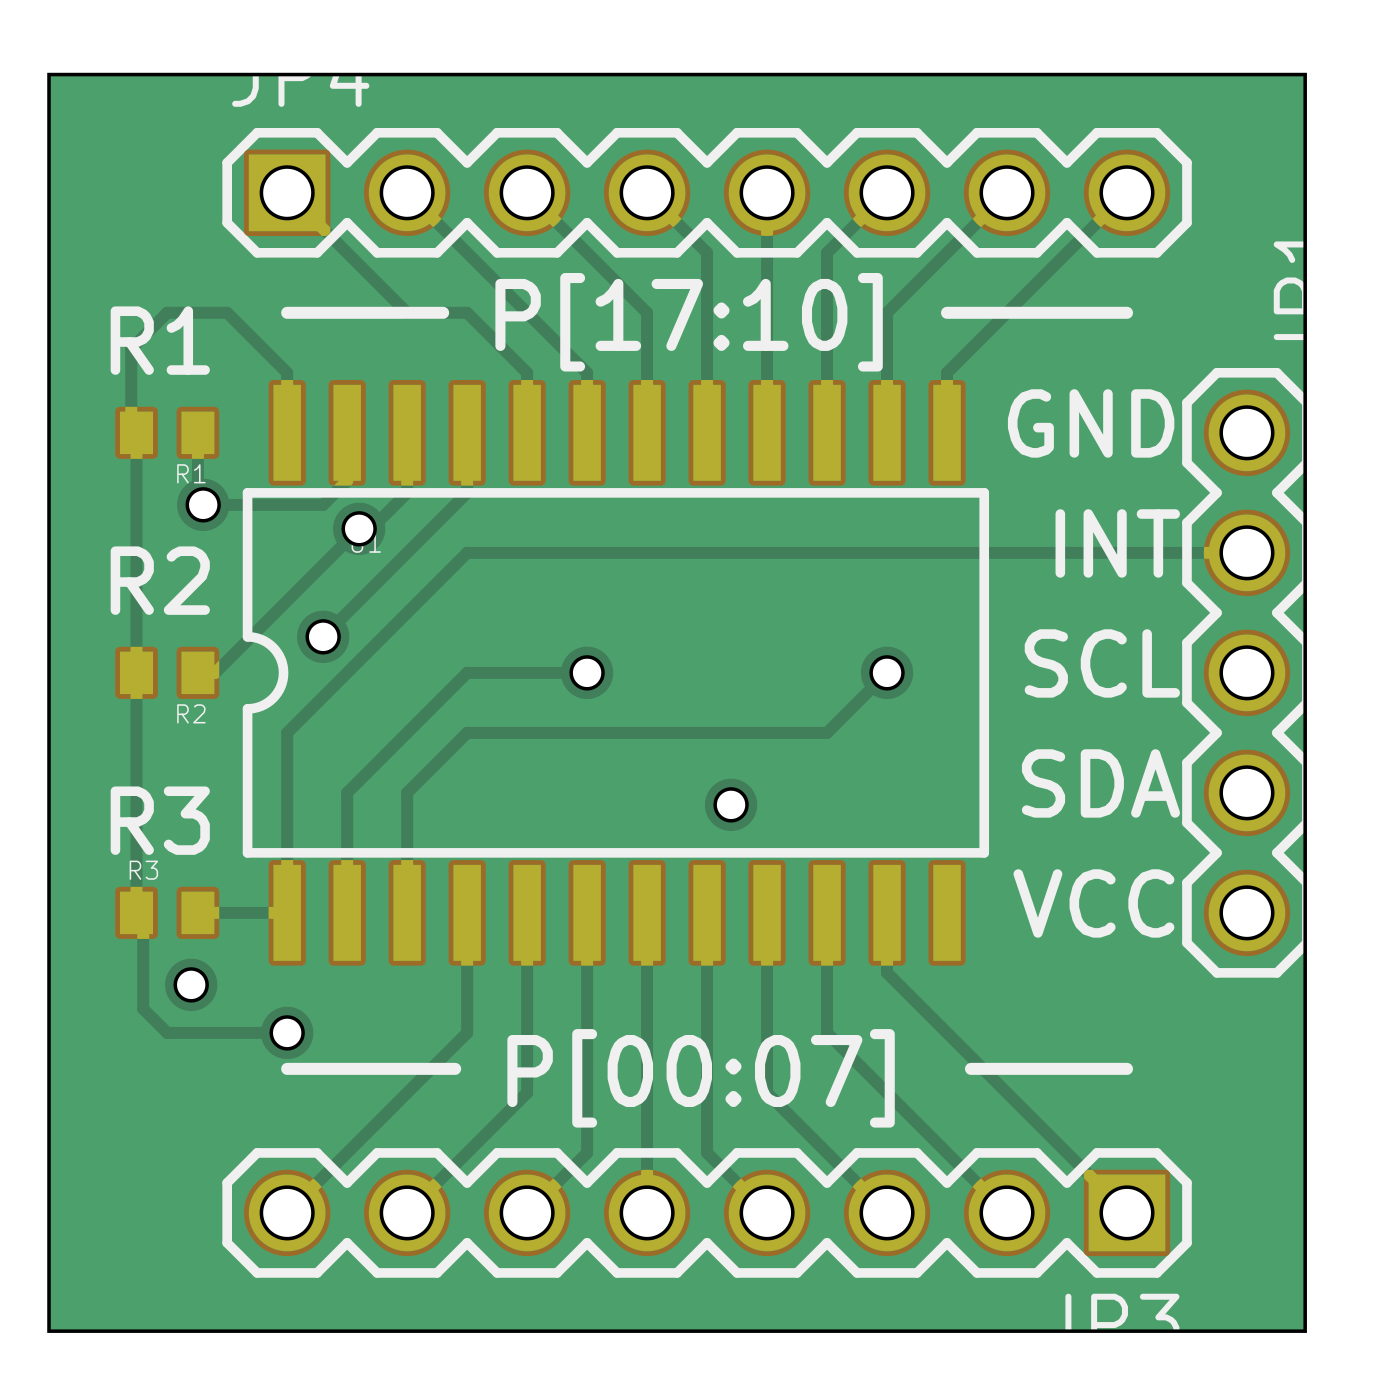 JP4
P[17:10]
R1
JP1
GND
R1
INT
U1
R2
SCL
R2
SDA
R3
R3
VCC
P[00:07]
JP3